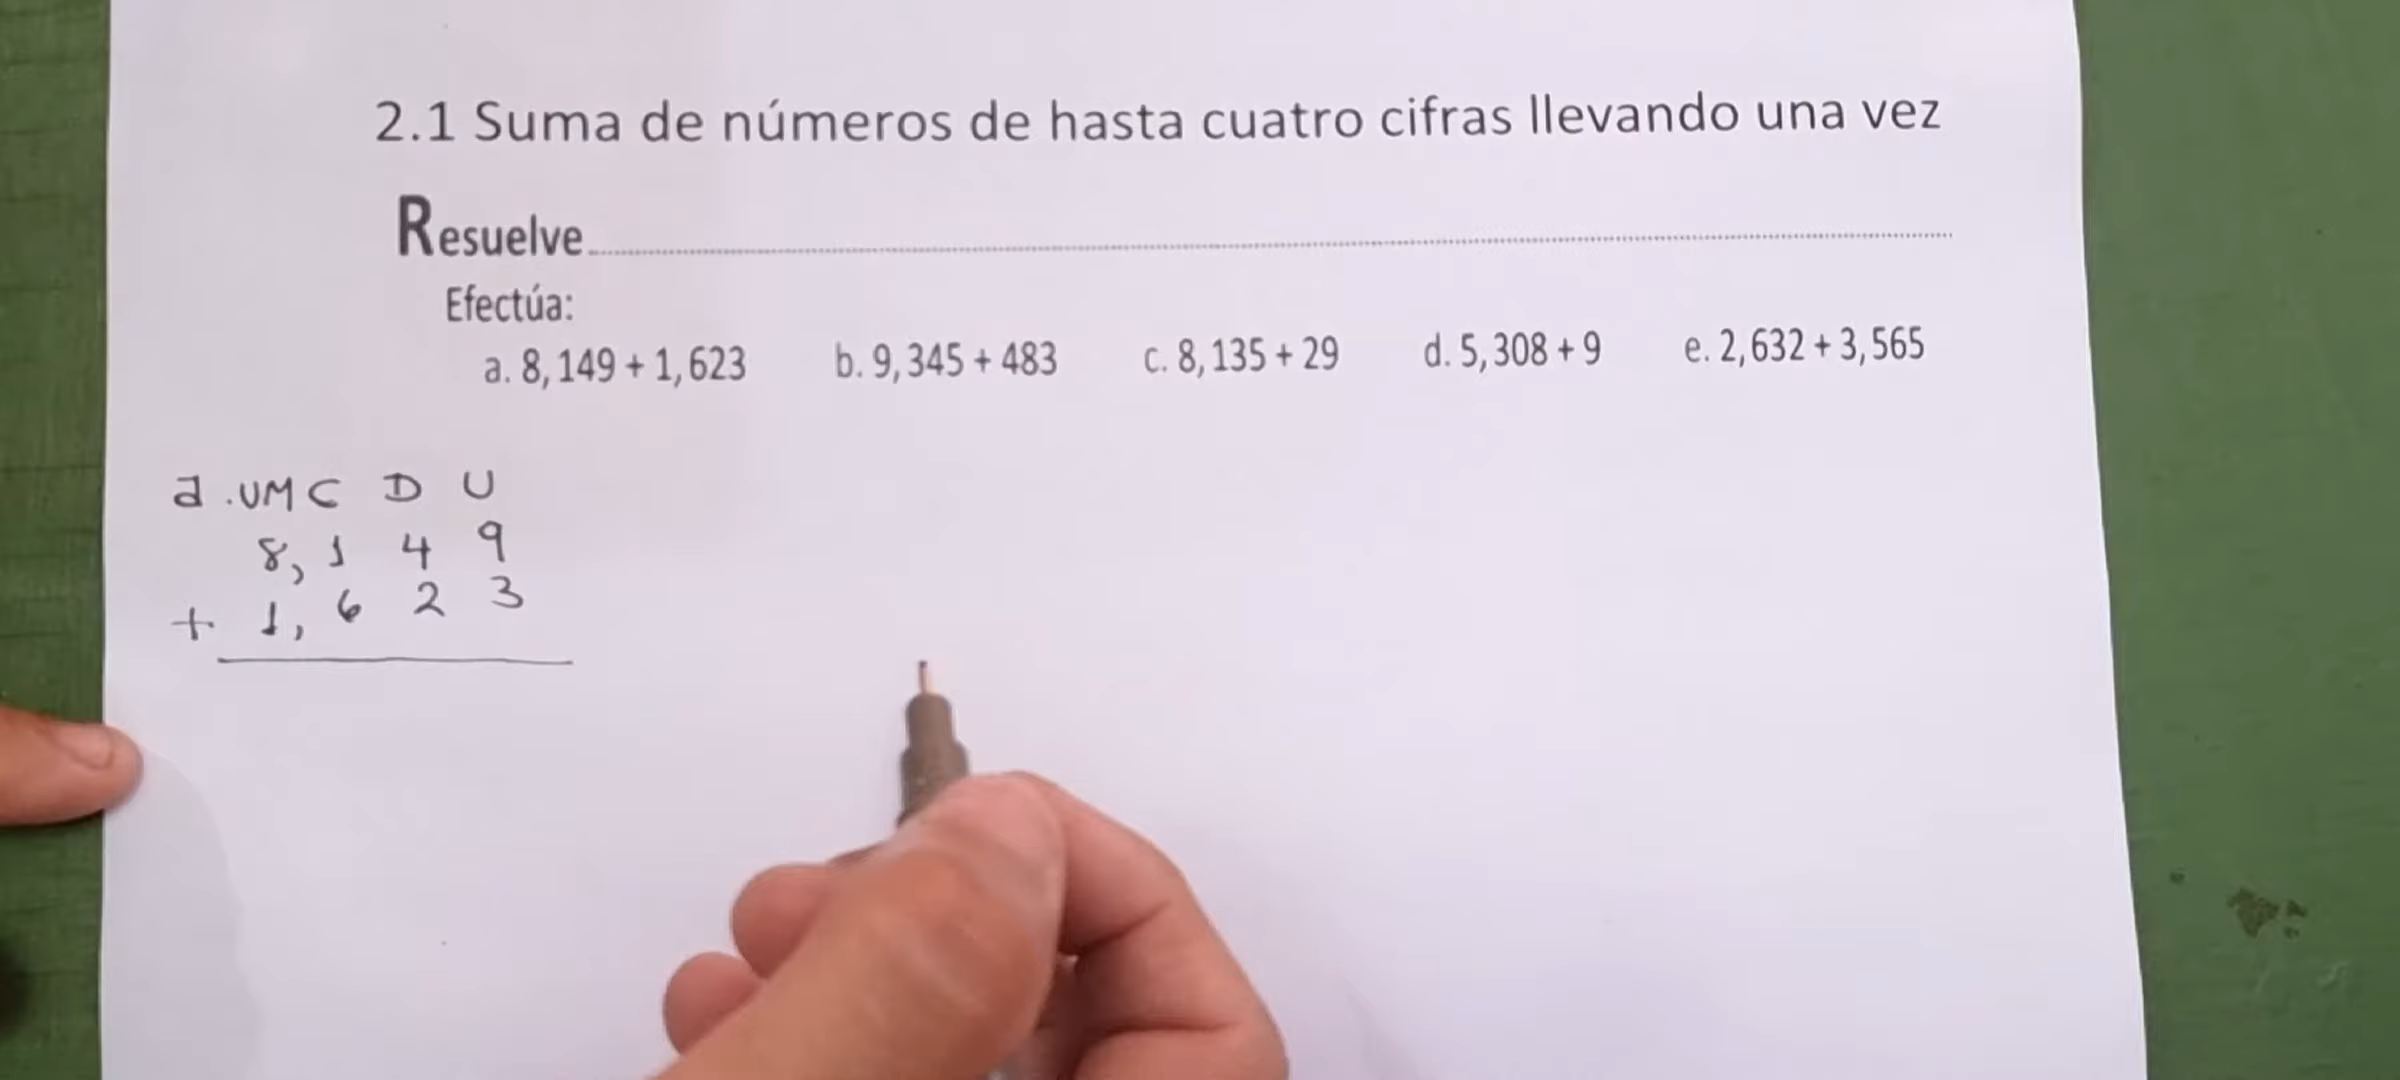 2.1 Suma de números de hasta cuatro cifras llevando una vez
Resuelve
Efectúa:
a. 8,149 + 1,623 b. 9,345 + 483 c. 8,135 + 29 d. 5,308 + 9 e. 2,632 + 3,565
a. UM C D U
8, 1 4 9
+ 1, 6 2 3